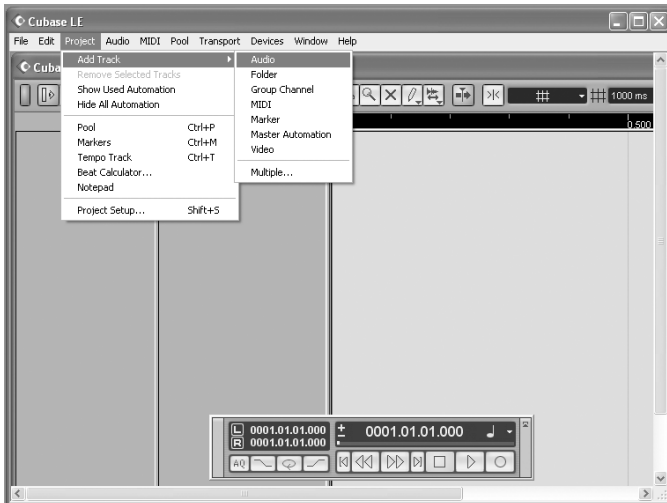 Cubase LE
File Edit Project Audio MIDI Pool Transport Devices Window Help
Cuba
Add Track
Remove Selected Tracks
Show Used Automation
Hide All Automation
Pool Ctrl+P
Markers Ctrl+M
Tempo Track Ctrl+T
Beat Calculator...
Notepad
Project Setup... Shift+S
Audio
Folder
Group Channel
MIDI
Marker
Master Automation
Video
Multiple...
1000 ms
0.500
L 0001.01.01.000
R 0001.01.01.000
0001.01.01.000
AQ